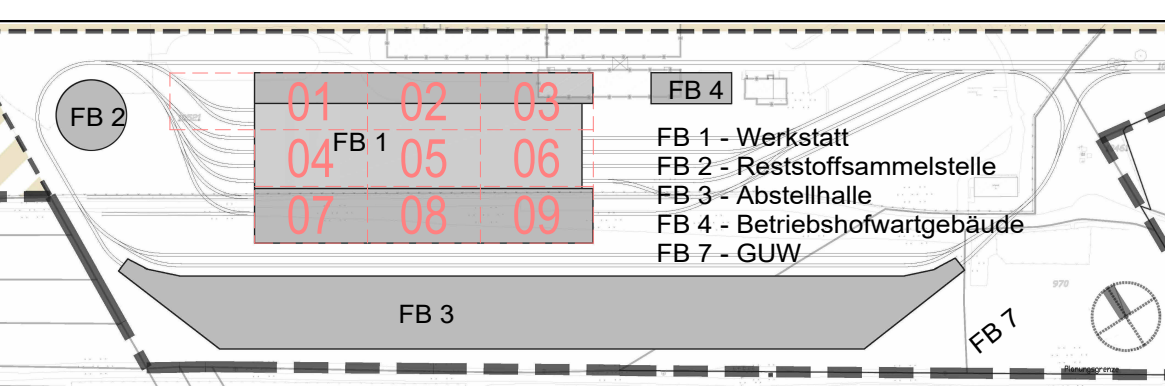 01 02 03
FB 4
FB 2
FB 1
04 05 06
07 08 09
FB 1 - Werkstatt
FB 2 - Reststoffsammelstelle
FB 3 - Abstellhalle
FB 4 - Betriebshofwartgebäude
FB 7 - GUW
FB 3
970
FB 7
Planungsgrenze